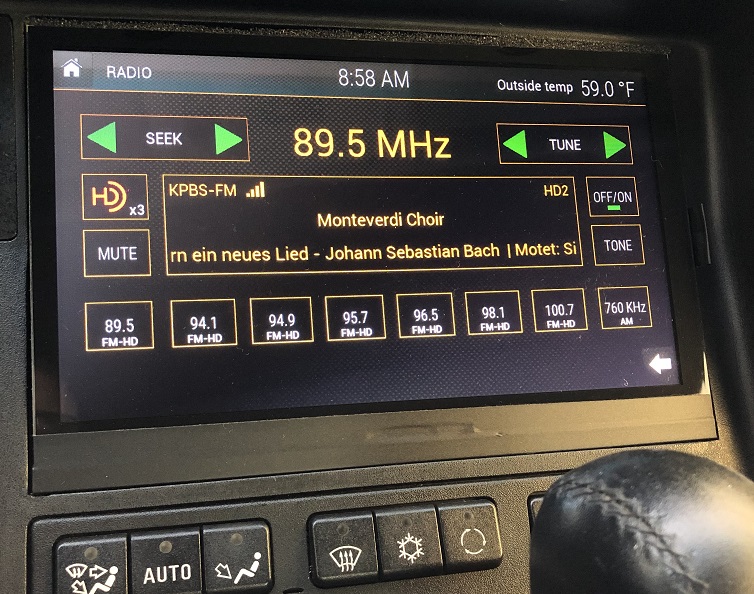 RADIO 8:58 AM Outside temp 59.0 °F
SEEK 89.5 MHz TUNE
HD x3 KPBS-FM HD2 OFF/ON
Monteverdi Choir
MUTE rn ein neues Lied - Johann Sebastian Bach | Motet: Si TONE
89.5 94.1 94.9 95.7 96.5 98.1 100.7 760 KHz
FM-HD FM-HD FM-HD FM-HD FM-HD FM-HD FM-HD AM
AUTO